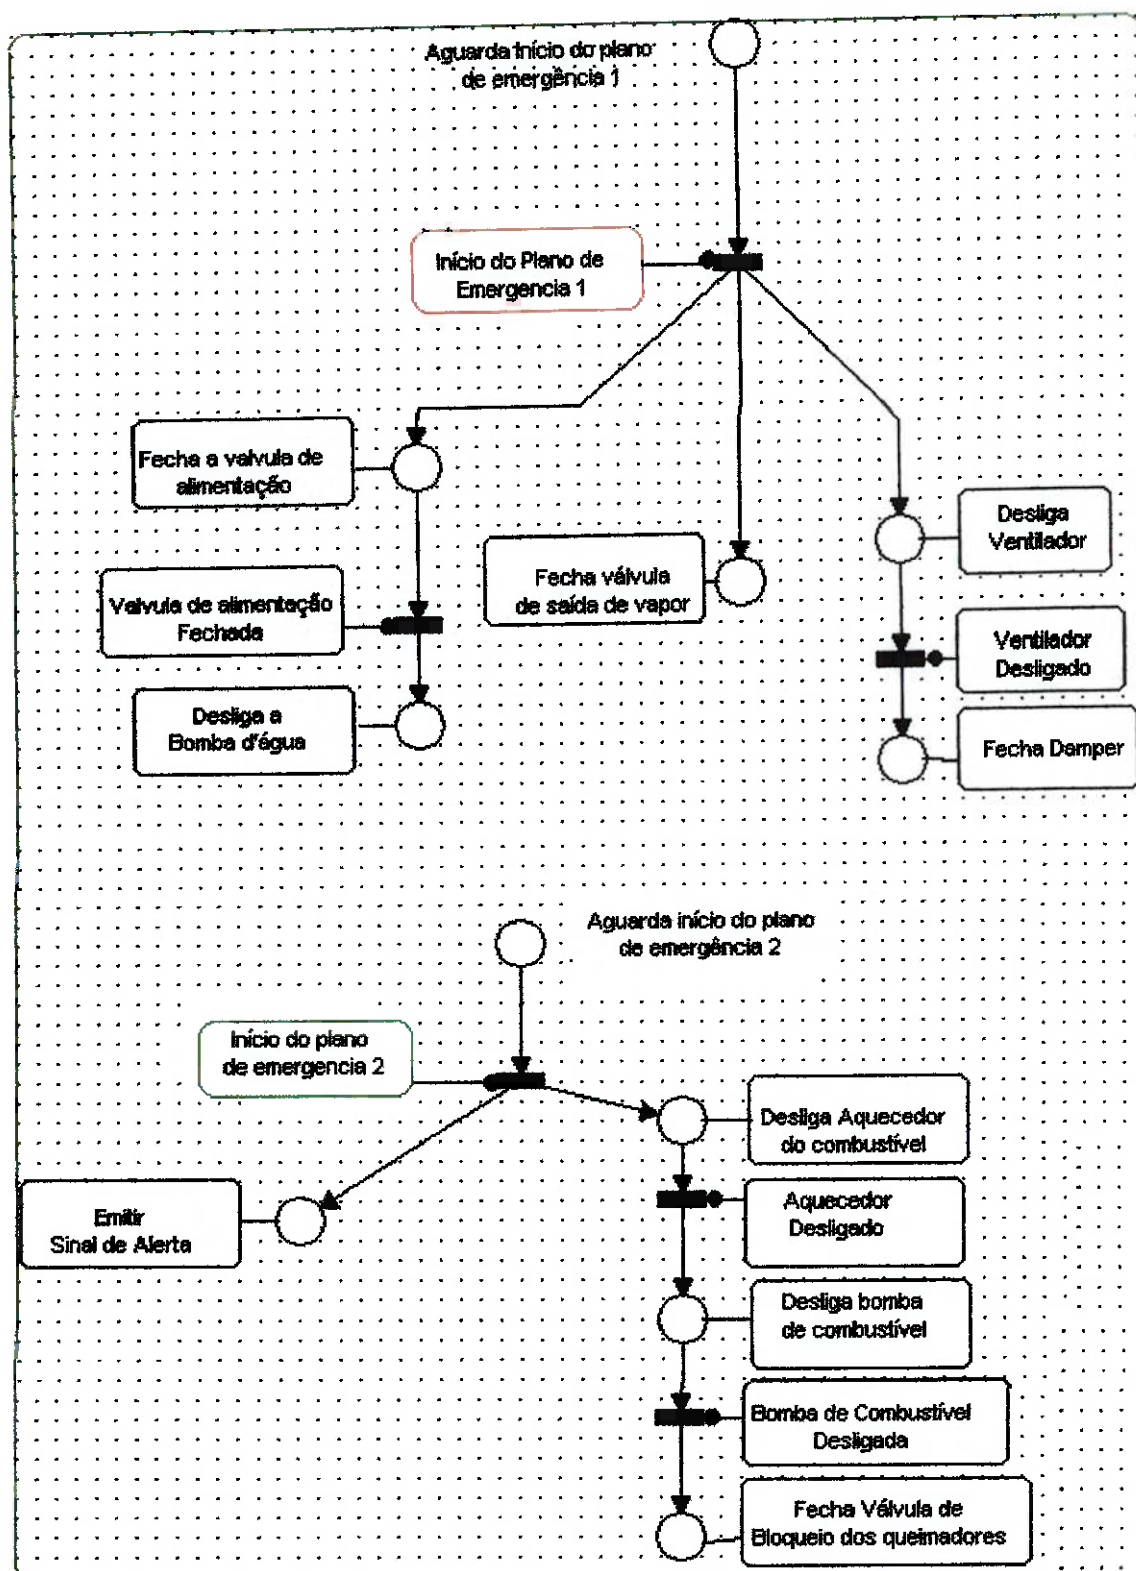 Aguarda Início do plano
de emergência 1
Início do Plano de
Emergencia 1
Fecha a valvula de
alimentação
Desliga
Ventilador
Fecha válvula
de saída de vapor
Valvula de alimentação
Fechada
Ventilador
Desligado
Desliga a
Bomba d'água
Fecha Damper
Aguarda início do plano
de emergência 2
Início do plano
de emergencia 2
Desliga Aquecedor
do combustível
Emitir
Sinal de Alerta
Aquecedor
Desligado
Desliga bomba
de combustível
Bomba de Combustível
Desligada
Fecha Válvula de
Bloqueio dos queimadores